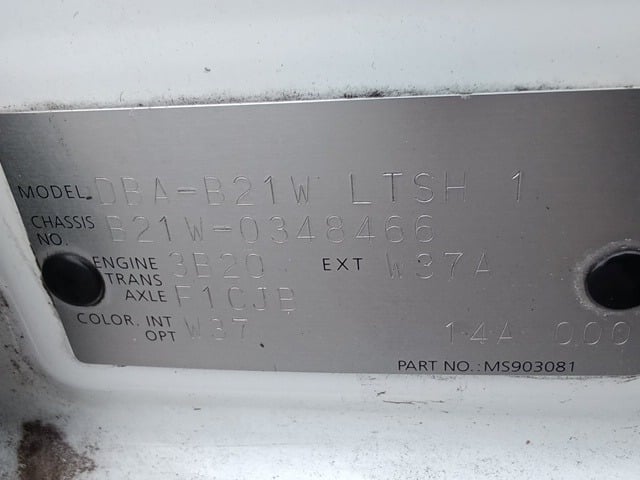 MODEL DBA-B21W LTSH 1
CHASSIS NO. B21W-0348466
ENGINE 3B20 EXT W37A
TRANS AXLE F1CJB
COLOR. INT OPT W37 14A 000
PART NO.:MS903081